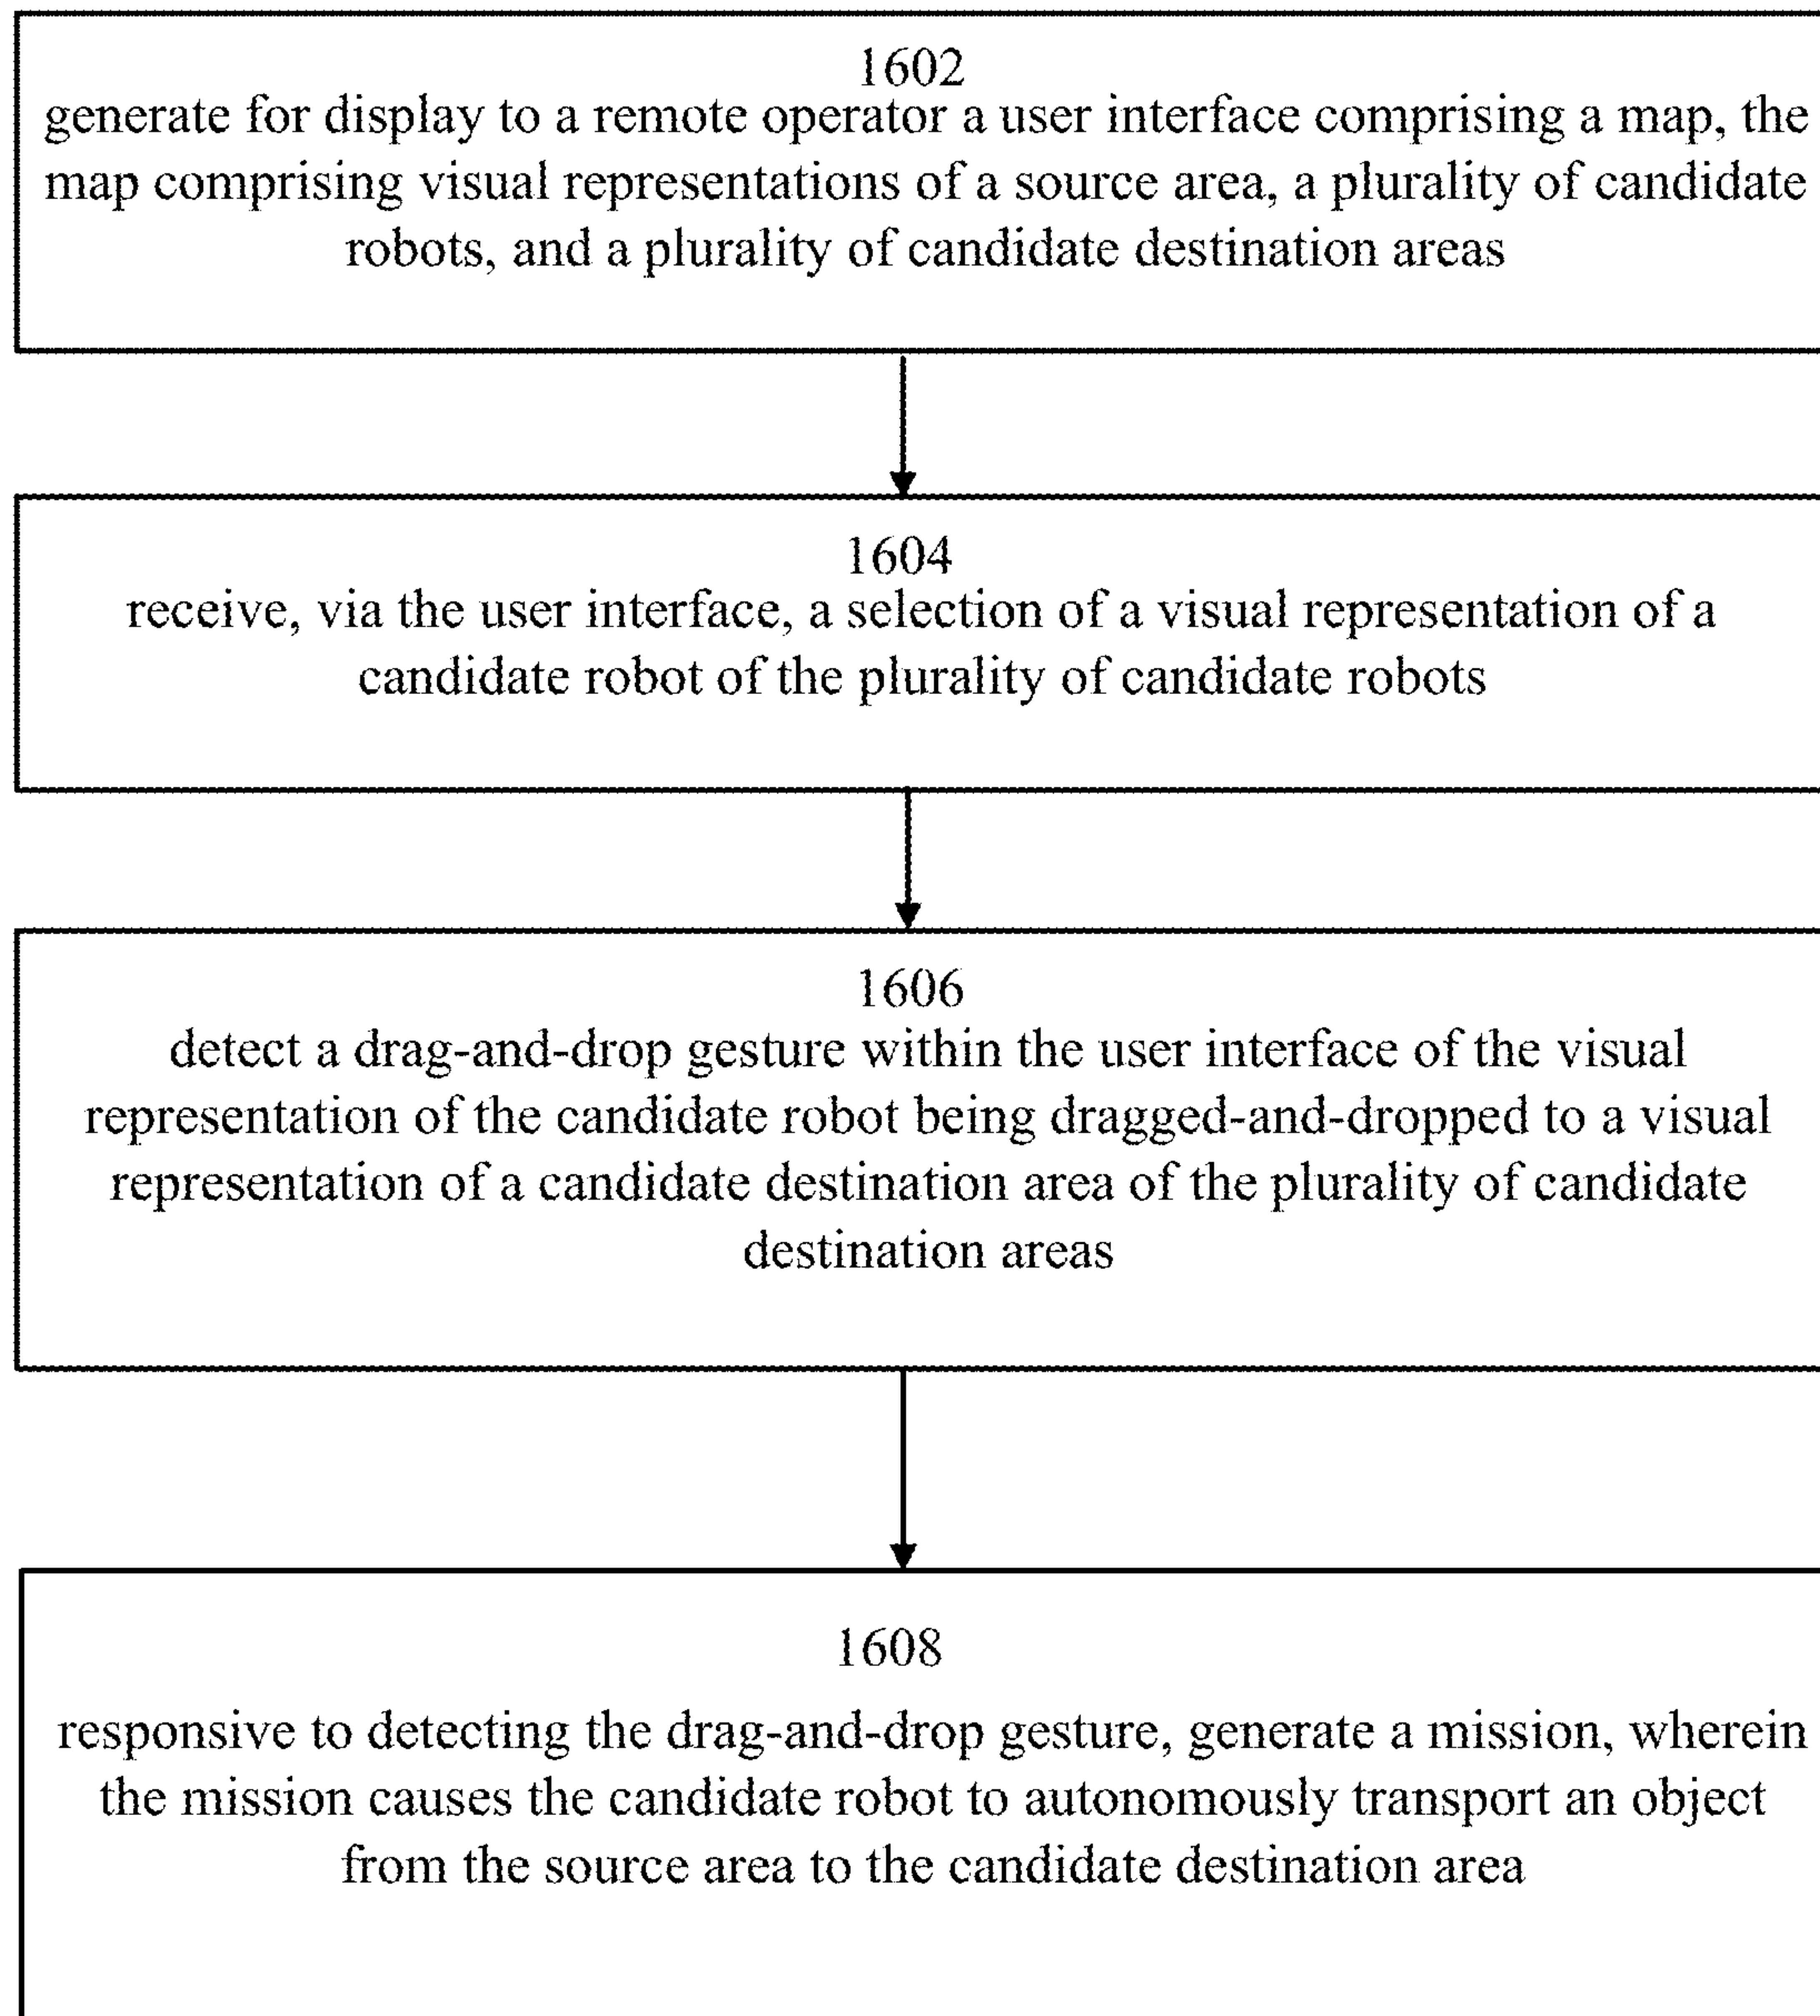 1602
generate for display to a remote operator a user interface comprising a map, the
map comprising visual representations of a source area, a plurality of candidate
robots, and a plurality of candidate destination areas
1604
receive, via the user interface, a selection of a visual representation of a
candidate robot of the plurality of candidate robots
1606
detect a drag-and-drop gesture within the user interface of the visual
representation of the candidate robot being dragged-and-dropped to a visual
representation of a candidate destination area of the plurality of candidate
destination areas
1608
responsive to detecting the drag-and-drop gesture, generate a mission, wherein
the mission causes the candidate robot to autonomously transport an object
from the source area to the candidate destination area